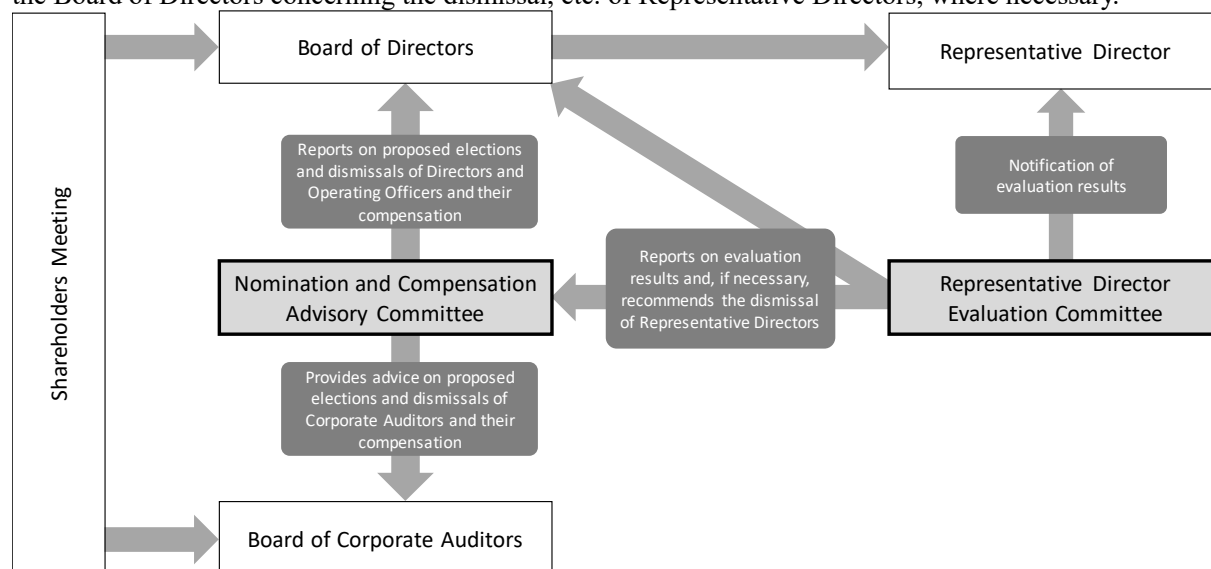 the Board of Directors concerning the dismissal, etc. of Representative Directors, where necessary.
Shareholders Meeting
Board of Directors
Representative Director
Reports on proposed elections
and dismissals of Directors and
Operating Officers and their
compensation
Notification of
evaluation results
Nomination and Compensation
Advisory Committee
Reports on evaluation
results and, if necessary,
recommends the dismissal
of Representative Directors
Representative Director
Evaluation Committee
Provides advice on proposed
elections and dismissals of
Corporate Auditors and their
compensation
Board of Corporate Auditors